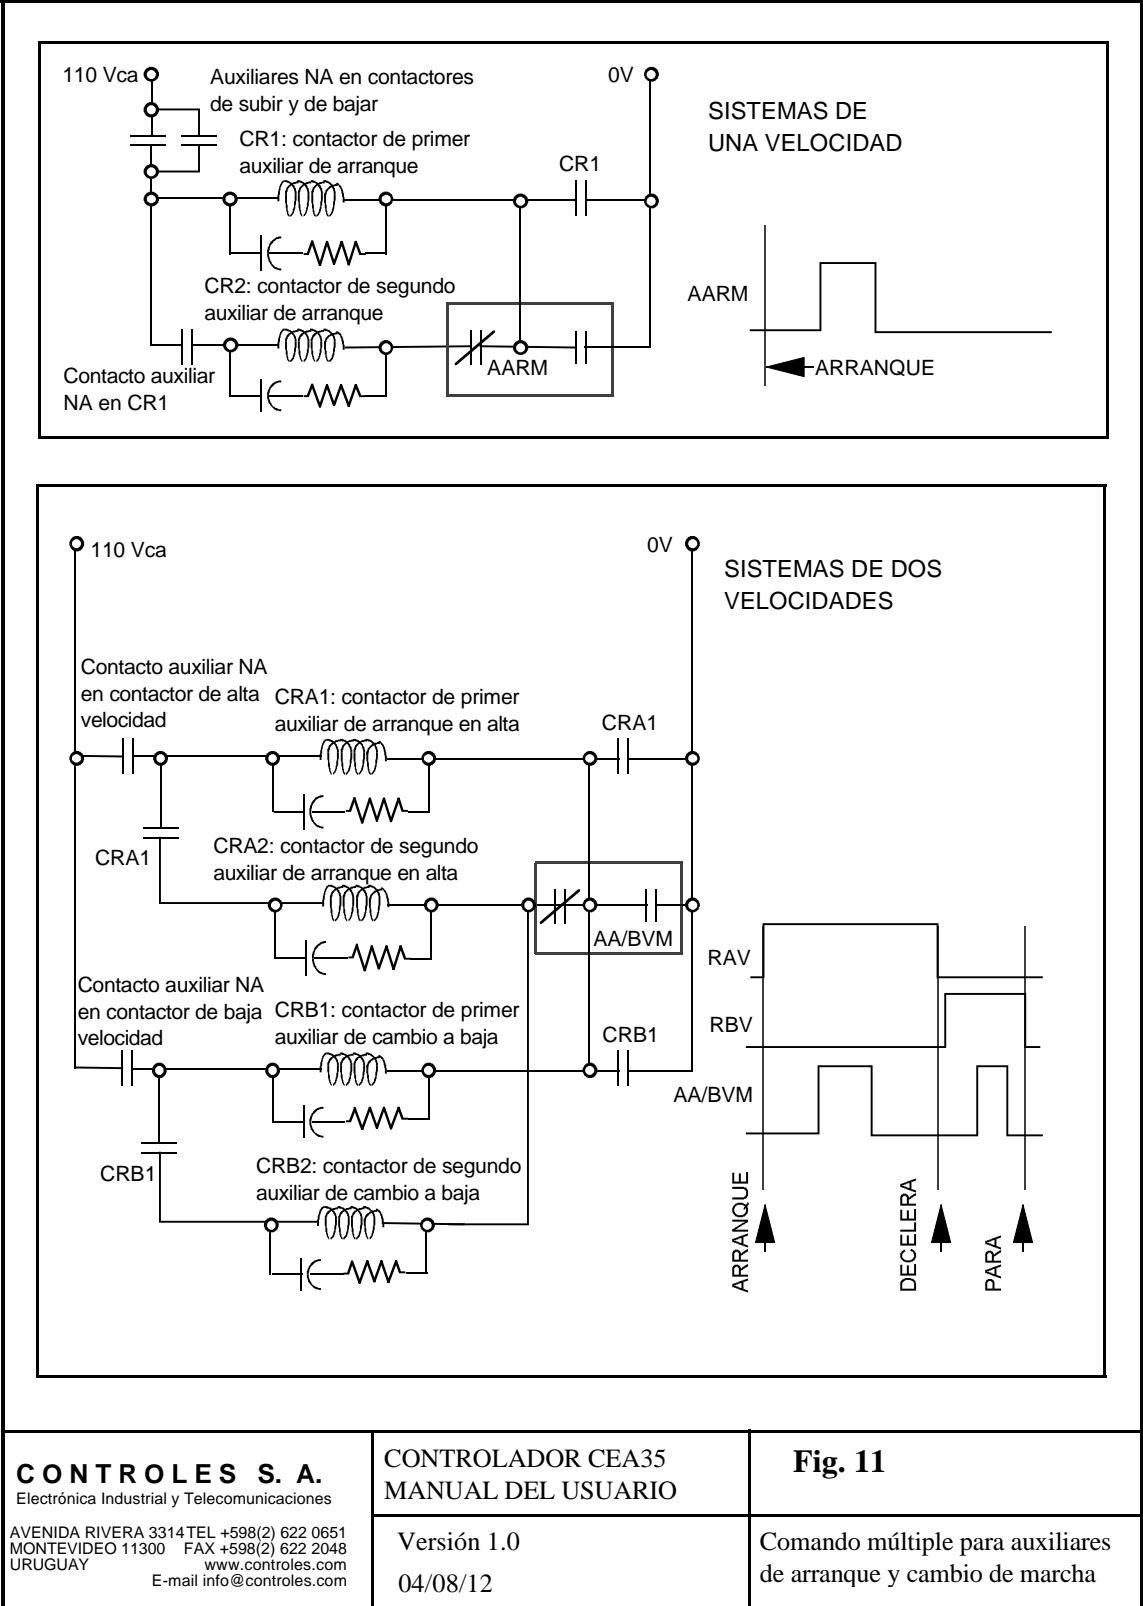 110 Vca
Auxiliares NA en contactores
de subir y de bajar
0V
SISTEMAS DE
UNA VELOCIDAD
CR1: contactor de primer
auxiliar de arranque
CR1
CR2: contactor de segundo
auxiliar de arranque
AARM
Contacto auxiliar
NA en CR1
AARM
ARRANQUE
110 Vca
0V
SISTEMAS DE DOS
VELOCIDADES
Contacto auxiliar NA
en contactor de alta
velocidad
CRA1: contactor de primer
auxiliar de arranque en alta
CRA1
CRA1
CRA2: contactor de segundo
auxiliar de arranque en alta
AA/BVM
Contacto auxiliar NA
en contactor de baja
velocidad
CRB1: contactor de primer
auxiliar de cambio a baja
CRB1
CRB1
CRB2: contactor de segundo
auxiliar de cambio a baja
RAV
RBV
AA/BVM
ARRANQUE
DECELERA
PARA
CONTROLES S. A.
Electrónica Industrial y Telecomunicaciones
AVENIDA RIVERA 3314 TEL +598(2) 622 0651
MONTEVIDEO 11300 FAX +598(2) 622 2048
URUGUAY www.controles.com
E-mail info@controles.com
CONTROLADOR CEA35
MANUAL DEL USUARIO
Versión 1.0
04/08/12
Fig. 11
Comando múltiple para auxiliares
de arranque y cambio de marcha